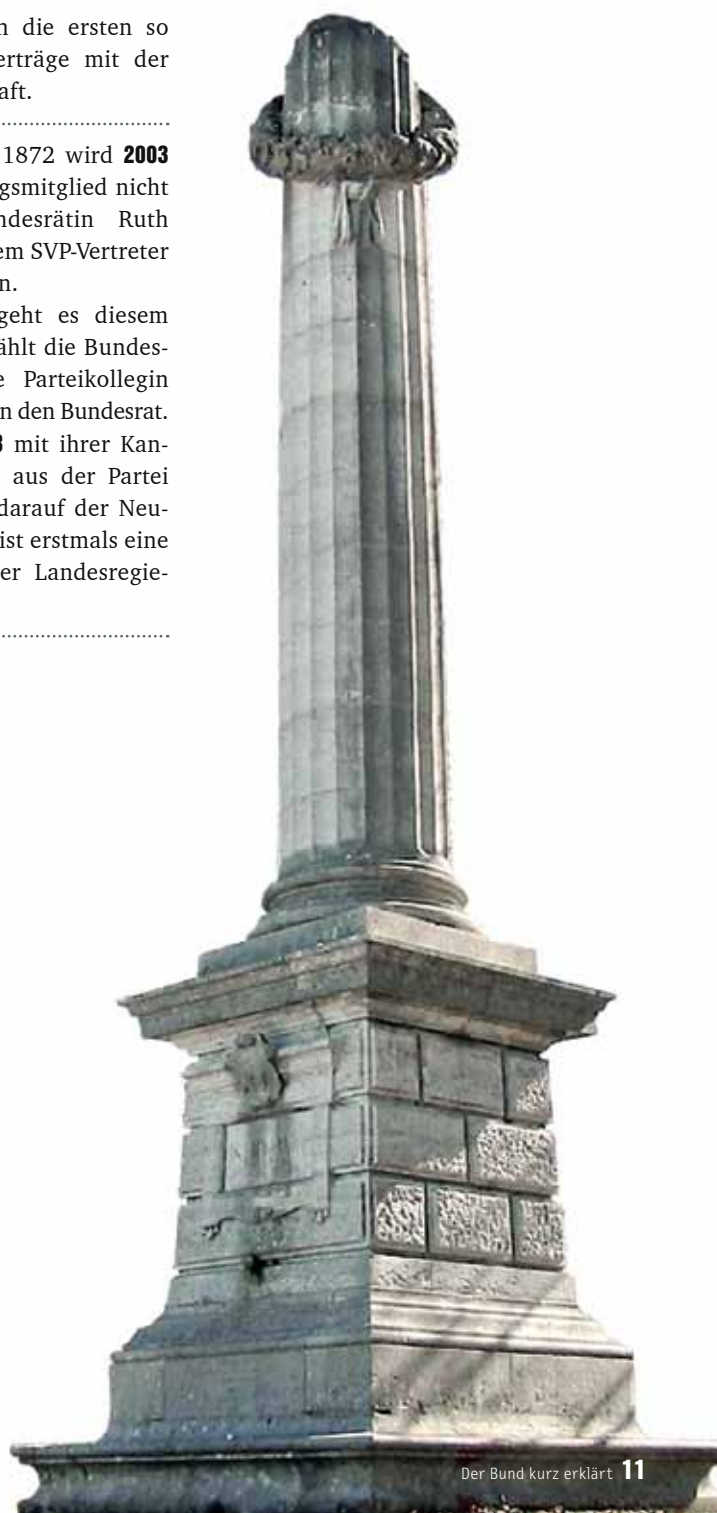 n die ersten so
erträge mit der
aft.
1872 wird 2003
gsmitglied nicht
ndesrätin Ruth
em SVP-Vertreter
n.
geht es diesem
ählt die Bundes-
e Parteikollegin
n den Bundesrat.
8 mit ihrer Kan-
aus der Partei
darauf der Neu-
ist erstmals eine
er Landesregie-
Der Bund kurz erklärt 11